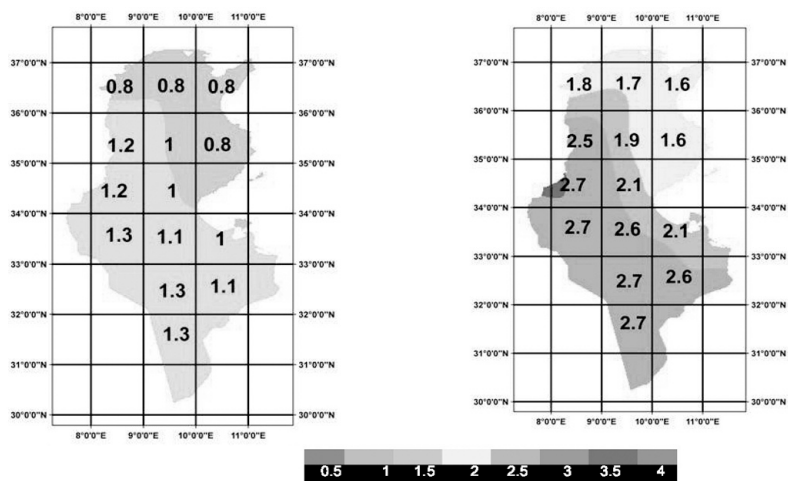 8°0'0"E 9°0'0"E 10°0'0"E 11°0'0"E
37°0'0"N 37°0'0"N
0.8 0.8 0.8
36°0'0"N 36°0'0"N
1.2 1 0.8
35°0'0"N 35°0'0"N
1.2 1
34°0'0"N 34°0'0"N
1.3 1.1 1
33°0'0"N 33°0'0"N
1.3 1.1
32°0'0"N 32°0'0"N
1.3
31°0'0"N 31°0'0"N
30°0'0"N 30°0'0"N
8°0'0"E 9°0'0"E 10°0'0"E 11°0'0"E
8°0'0"E 9°0'0"E 10°0'0"E 11°0'0"E
37°0'0"N 37°0'0"N
1.8 1.7 1.6
36°0'0"N 36°0'0"N
2.5 1.9 1.6
35°0'0"N 35°0'0"N
2.7 2.1
34°0'0"N 34°0'0"N
2.7 2.6 2.1
33°0'0"N 33°0'0"N
2.7 2.6
32°0'0"N 32°0'0"N
2.7
31°0'0"N 31°0'0"N
30°0'0"N 30°0'0"N
8°0'0"E 9°0'0"E 10°0'0"E 11°0'0"E
0.5 1 1.5 2 2.5 3 3.5 4